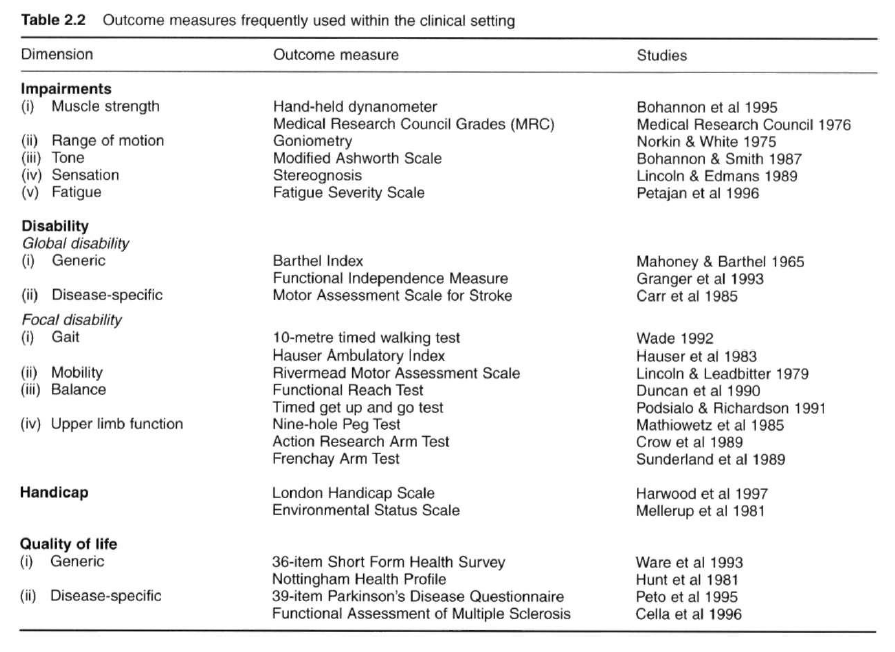 Table 2.2 Outcome measures frequently used within the clinical setting
Dimension Outcome measure Studies
Impairments
(i) Muscle strength Hand-held dynanometer Bohannon et al 1995
Medical Research Council Grades (MRC) Medical Research Council 1976
(ii) Range of motion Goniometry Norkin & White 1975
(iii) Tone Modified Ashworth Scale Bohannon & Smith 1987
(iv) Sensation Stereognosis Lincoln & Edmans 1989
(v) Fatigue Fatigue Severity Scale Petajan et al 1996
Disability
Global disability
(i) Generic Barthel Index Mahoney & Barthel 1965
Functional Independence Measure Granger et al 1993
(ii) Disease-specific Motor Assessment Scale for Stroke Carr et al 1985
Focal disability
(i) Gait 10-metre timed walking test Wade 1992
Hauser Ambulatory Index Hauser et al 1983
(ii) Mobility Rivermead Motor Assessment Scale Lincoln & Leadbitter 1979
(iii) Balance Functional Reach Test Duncan et al 1990
Timed get up and go test Podsialo & Richardson 1991
(iv) Upper limb function Nine-hole Peg Test Mathiowetz et al 1985
Action Research Arm Test Crow et al 1989
Frenchay Arm Test Sunderland et al 1989
Handicap London Handicap Scale Harwood et al 1997
Environmental Status Scale Mellerup et al 1981
Quality of life
(i) Generic 36-item Short Form Health Survey Ware et al 1993
Nottingham Health Profile Hunt et al 1981
(ii) Disease-specific 39-item Parkinson's Disease Questionnaire Peto et al 1995
Functional Assessment of Multiple Sclerosis Cella et al 1996